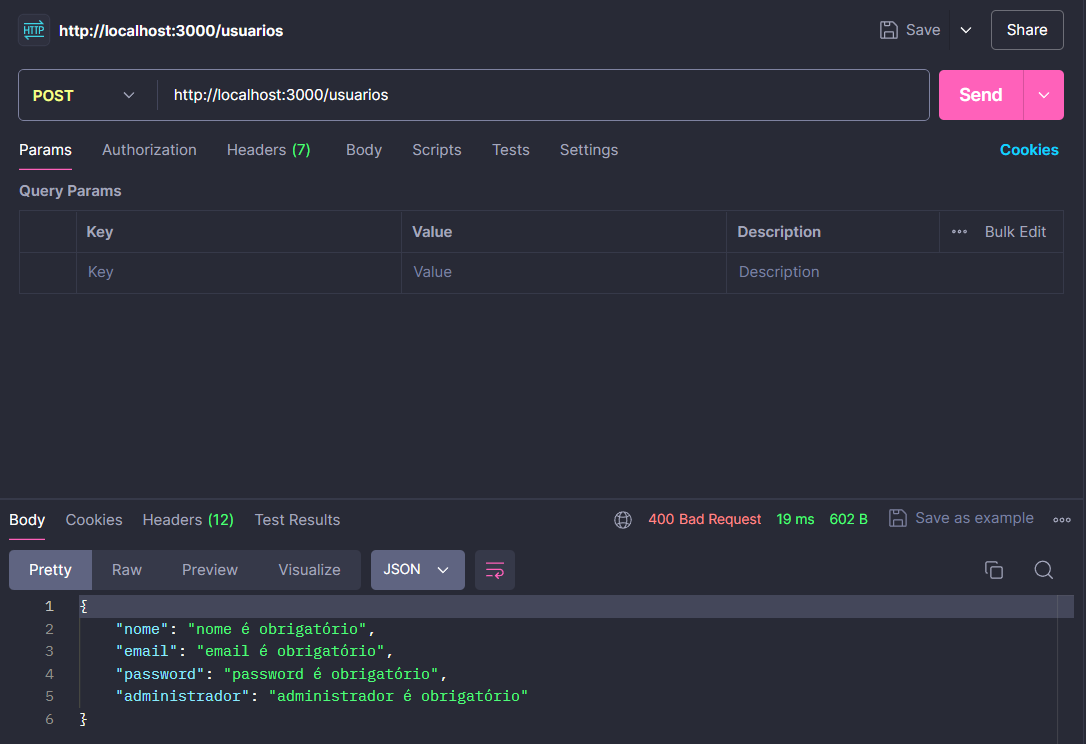 HTTP http://localhost:3000/usuarios Save Share
POST http://localhost:3000/usuarios Send
Params Authorization Headers (7) Body Scripts Tests Settings Cookies
Query Params
Key Value Description ••• Bulk Edit
Key Value Description
Body Cookies Headers (12) Test Results 400 Bad Request 19 ms 602 B Save as example
Pretty Raw Preview Visualize JSON
1 {
2 "nome": "nome é obrigatório",
3 "email": "email é obrigatório",
4 "password": "password é obrigatório",
5 "administrador": "administrador é obrigatório"
6 }